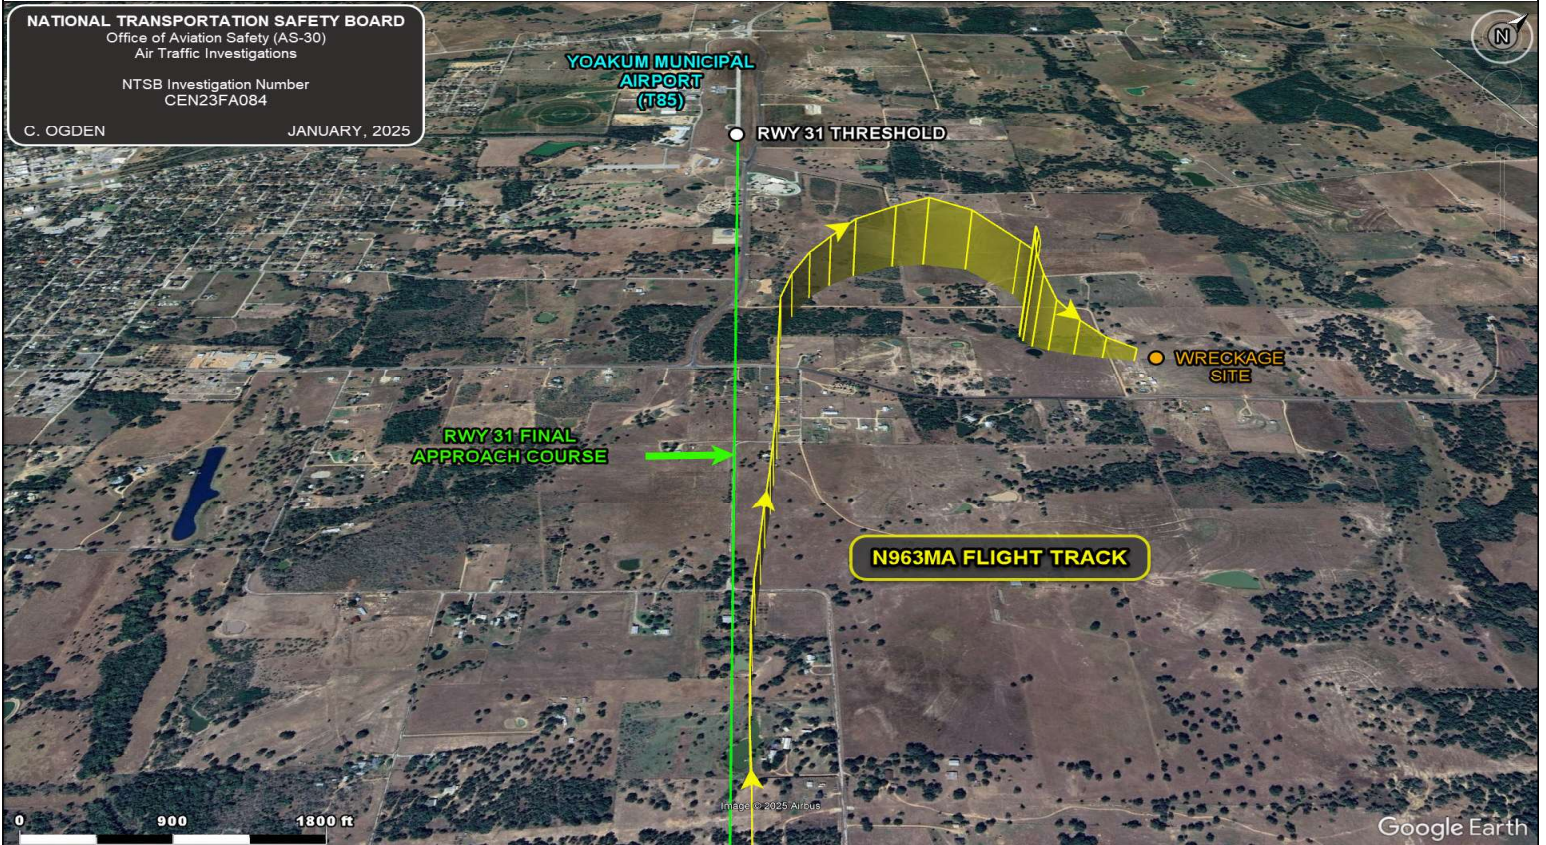 NATIONAL TRANSPORTATION SAFETY BOARD
Office of Aviation Safety (AS-30)
Air Traffic Investigations
NTSB Investigation Number
CEN23FA084
C. OGDEN
JANUARY, 2025
N
YOAKUM MUNICIPAL
AIRPORT
(T85)
RWY 31 THRESHOLD
WRECKAGE
SITE
RWY 31 FINAL
APPROACH COURSE
N963MA FLIGHT TRACK
Image © 2025 Airbus
0
900
1800 ft
Google Earth